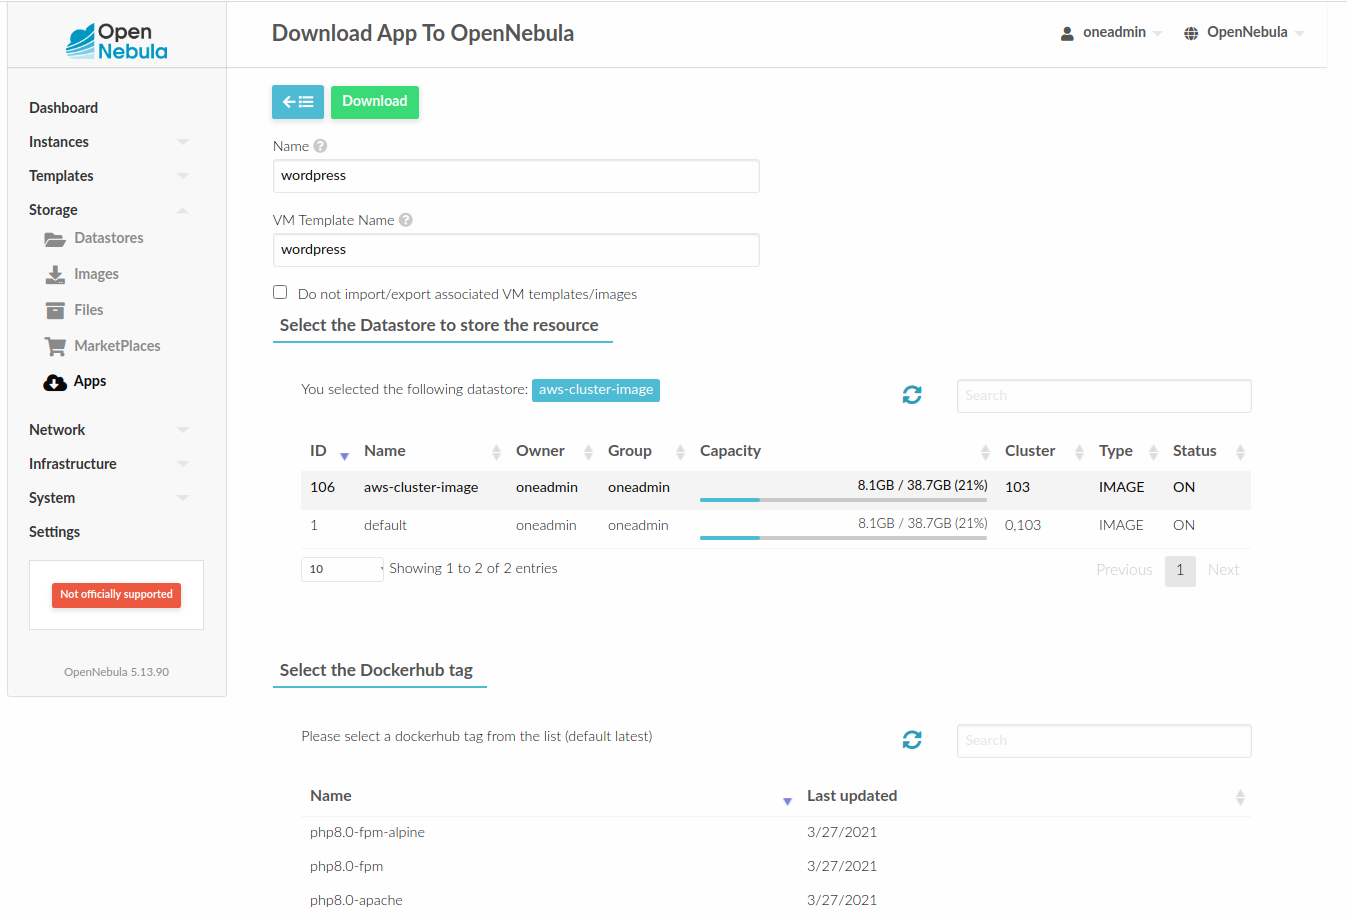 Open
Nebula
Download App To OpenNebula
oneadmin
OpenNebula
Dashboard
Instances
Templates
Storage
Datastores
Images
Files
MarketPlaces
Apps
Network
Infrastructure
System
Settings
Not officially supported
OpenNebula 5.13.90
Download
Name ?
wordpress
VM Template Name ?
wordpress
Do not import/export associated VM templates/images
Select the Datastore to store the resource
You selected the following datastore: aws-cluster-image
Search
ID Name Owner Group Capacity Cluster TYPE Status
106 aws-cluster-image oneadmin oneadmin 8.1GB / 38.7GB (21%) 103 IMAGE ON
1 default oneadmin oneadmin 8.1GB / 38.7GB (21%) 0,103 IMAGE ON
10 Showing 1 to 2 of 2 entries Previous 1 Next
Select the Dockerhub tag
Please select a dockerhub tag from the list (default latest)
Search
Name Last updated
php8.0-fpm-alpine 3/27/2021
php8.0-fpm 3/27/2021
php8.0-apache 3/27/2021